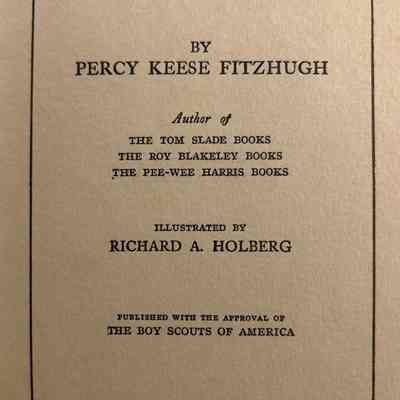 BY
PERCY KEESE FITZHUGH
Author of
THE TOM SLADE BOOKS
THE ROY BLAKELEY BOOKS
THE PEE-WEE HARRIS BOOKS
ILLUSTRATED BY
RICHARD A. HOLBERG
PUBLISHED WITH THE APPROVAL OF
THE BOY SCOUTS OF AMERICA